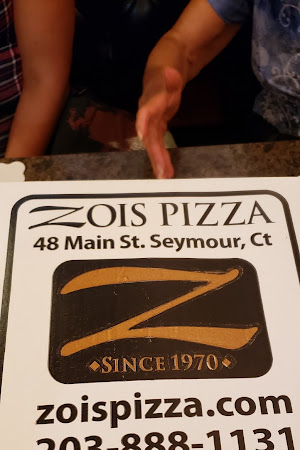 ZOIS PIZZA
48 Main St. Seymour, Ct
Z
◆SINCE 1970◆
zoispizza.com
203-888-1131